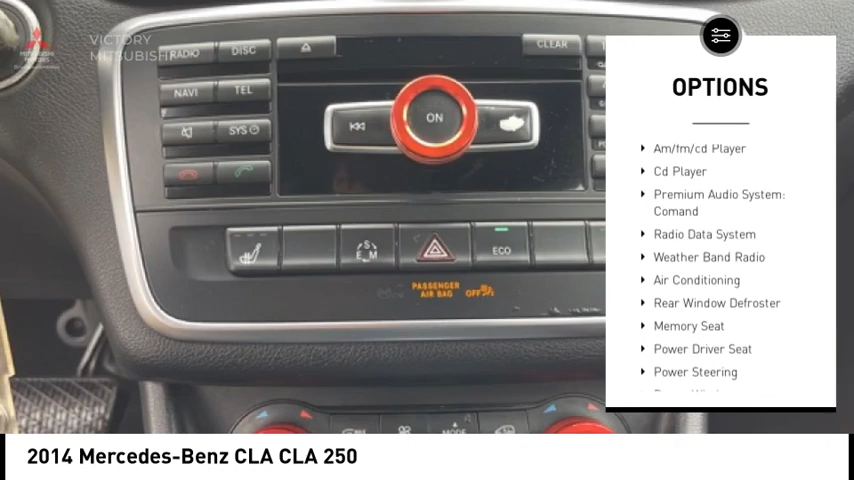 VICTORY
MITSUBISHI
RADIO
DISC
CLEAR
NAVI
TEL
SYS
ON
S
E M
ECO
PASSENGER
AIR BAG OFF
MODE
OPTIONS
Am/fm/cd Player
Cd Player
Premium Audio System:
Comand
Radio Data System
Weather Band Radio
Air Conditioning
Rear Window Defroster
Memory Seat
Power Driver Seat
Power Steering
2014 Mercedes-Benz CLA CLA 250